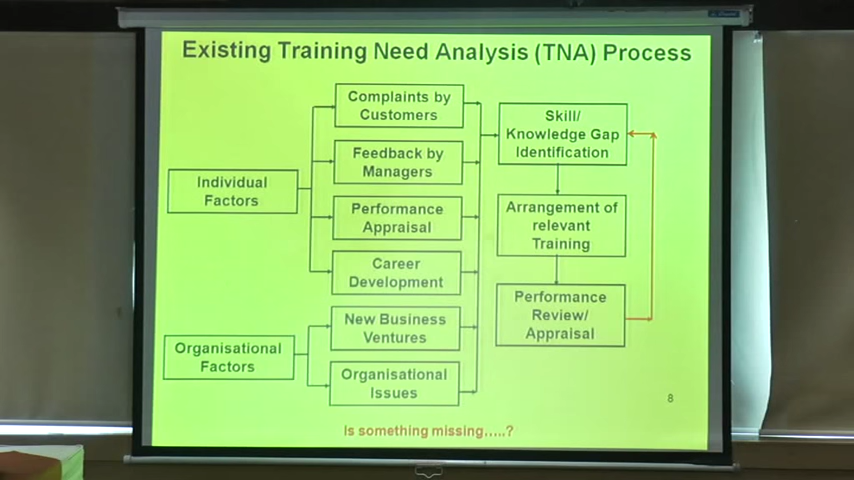 Existing Training Need Analysis (TNA) Process
Complaints by
Customers
Feedback by
Managers
Performance
Appraisal
Career
Development
New Business
Ventures
Organisational
Issues
Individual
Factors
Organisational
Factors
Skill/
Knowledge Gap
Identification
Arrangement of
relevant
Training
Performance
Review/
Appraisal
8
Is something missing.....?